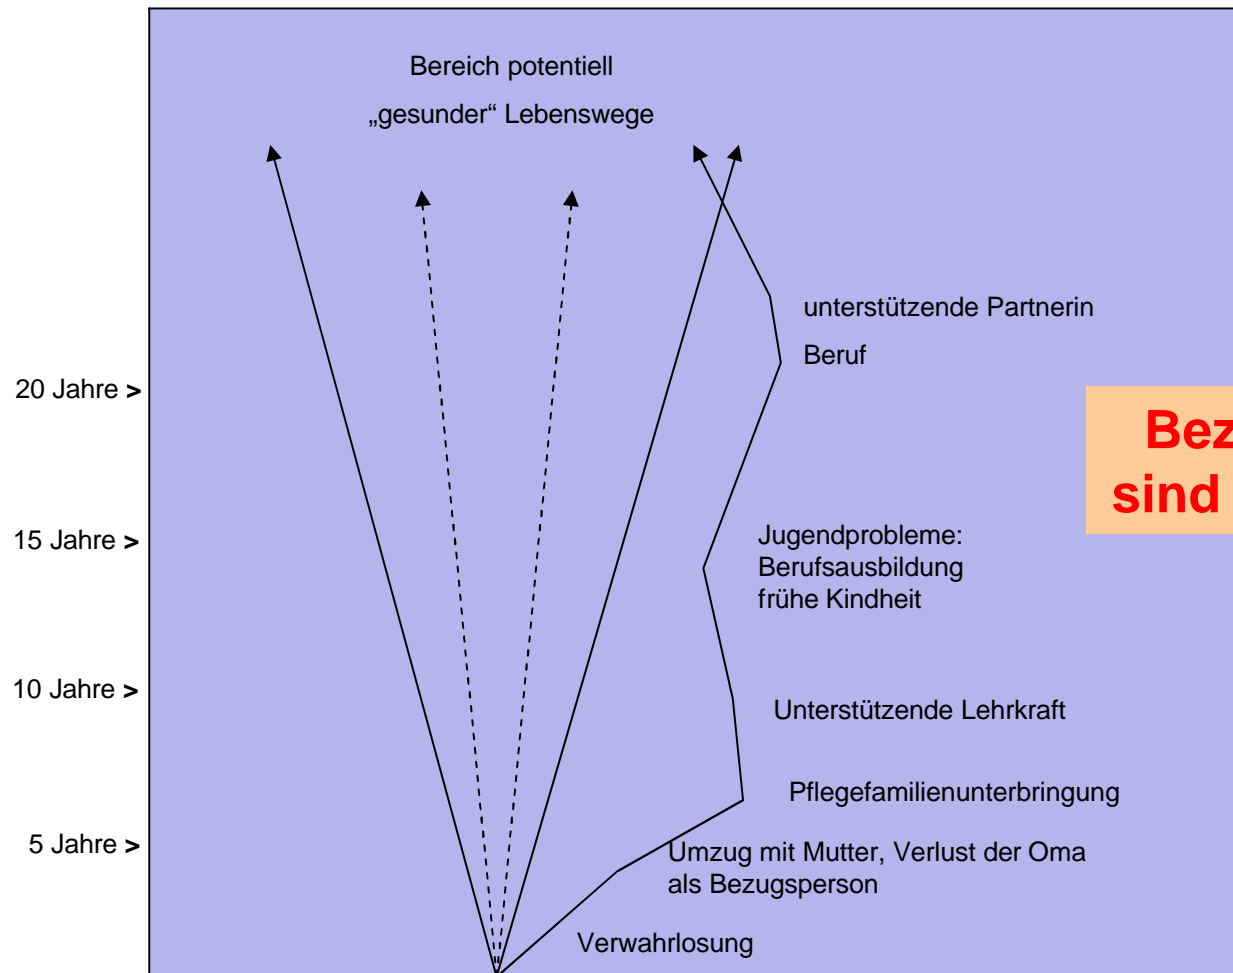 Bereich potentiell
„gesunder“ Lebenswege
unterstützende Partnerin
Beruf
20 Jahre >
Bez
sind
15 Jahre >
Jugendprobleme:
Berufsausbildung
frühe Kindheit
10 Jahre >
Unterstützende Lehrkraft
Pflegefamilienunterbringung
5 Jahre >
Umzug mit Mutter, Verlust der Oma
als Bezugsperson
Verwahrlosung